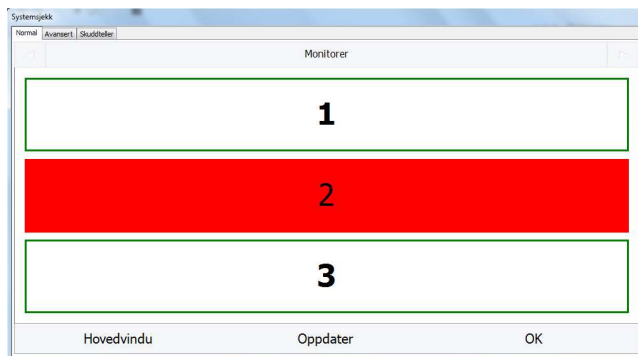 Systemsjekk
Normal Avansert Skuddteller
Monitorer
1
2
3
Hovedvindu Oppdater OK